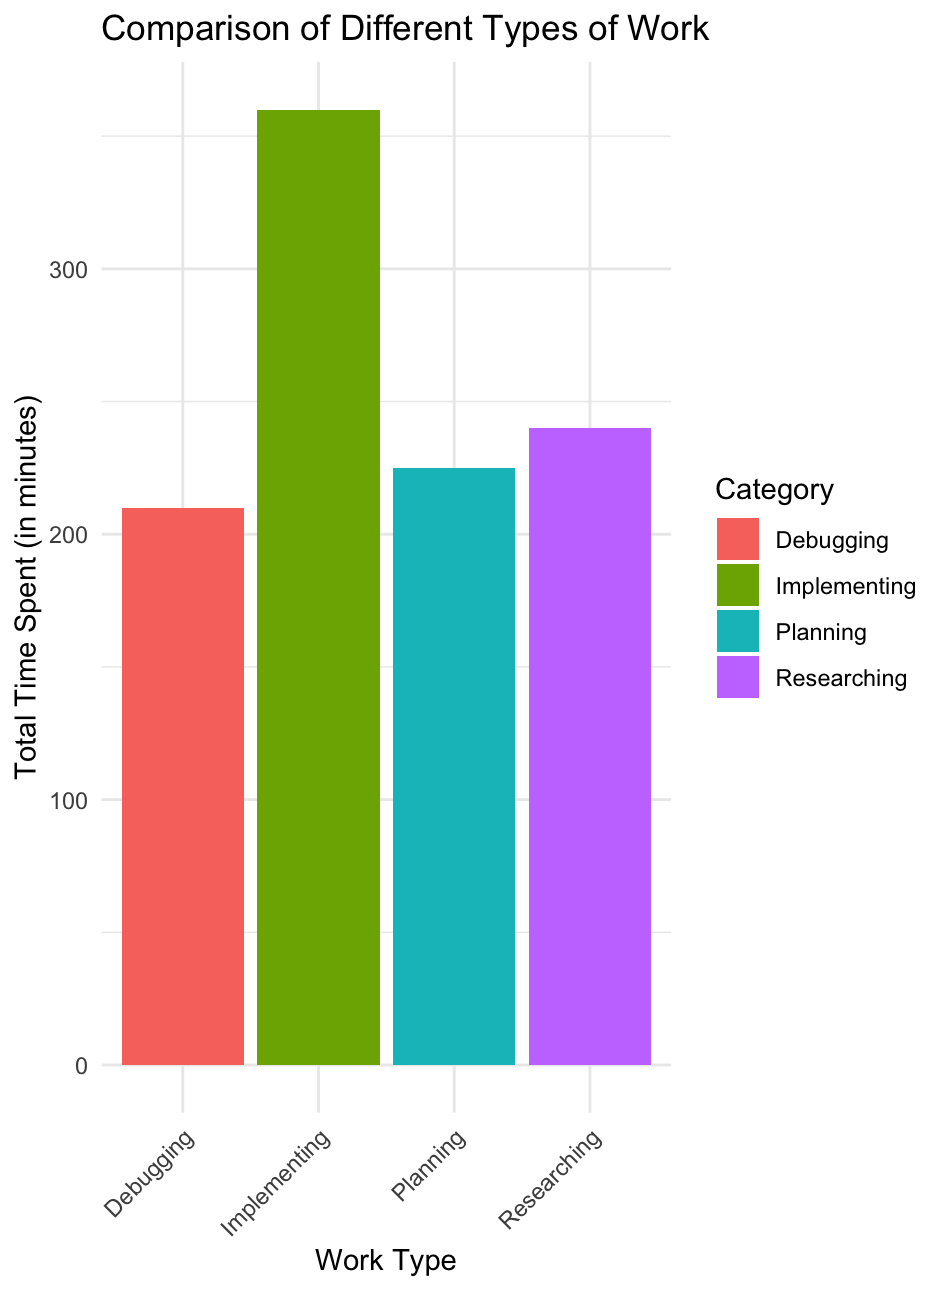 Comparison of Different Types of Work
Total Time Spent (in minutes)
300
200
100
0
Debugging
Implementing
Planning
Researching
Work Type
Category
Debugging
Implementing
Planning
Researching